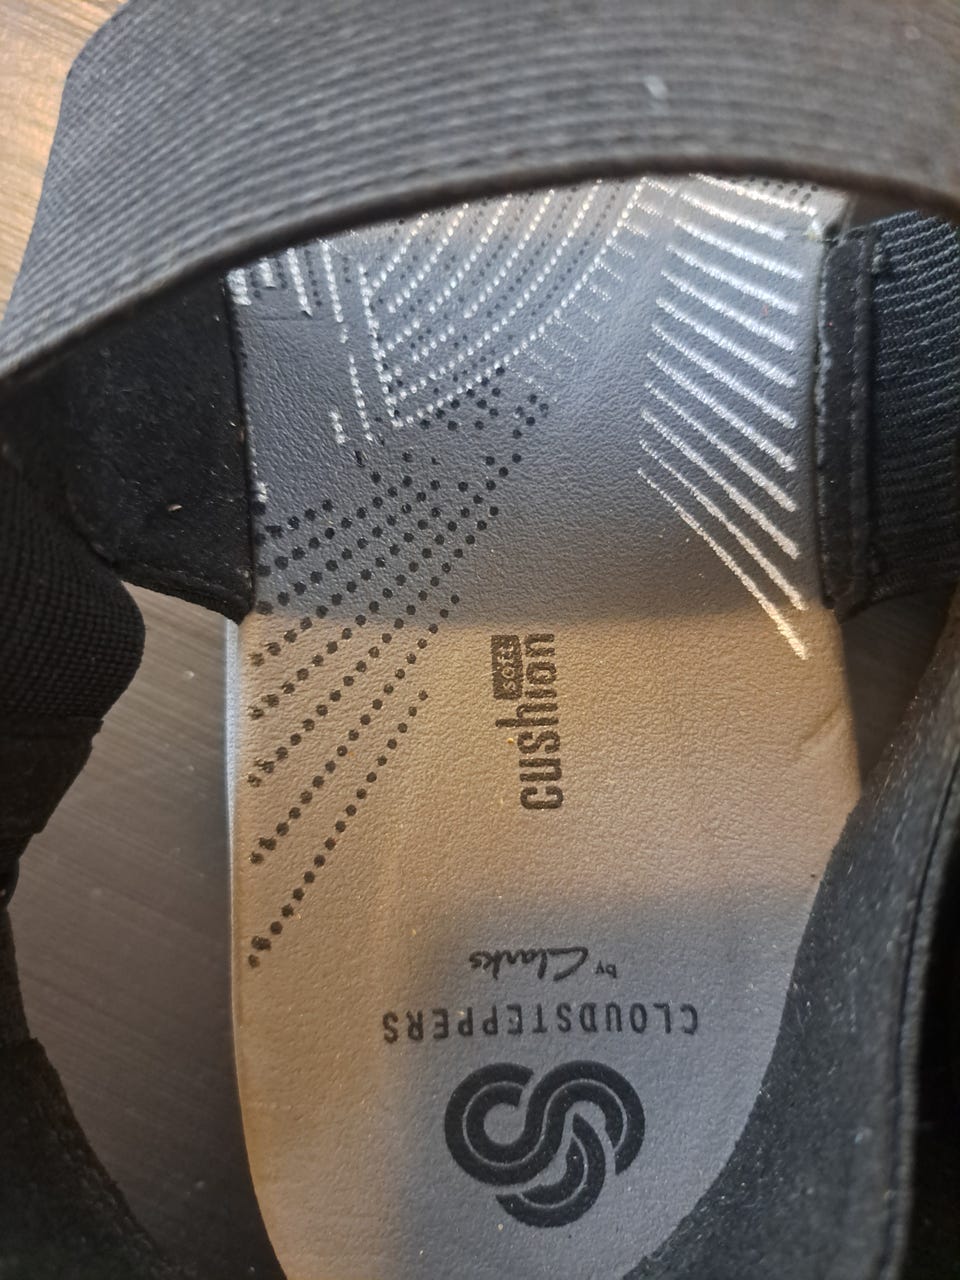 CLOUDSTEPPERS
by Clarks
SOFT
cushion